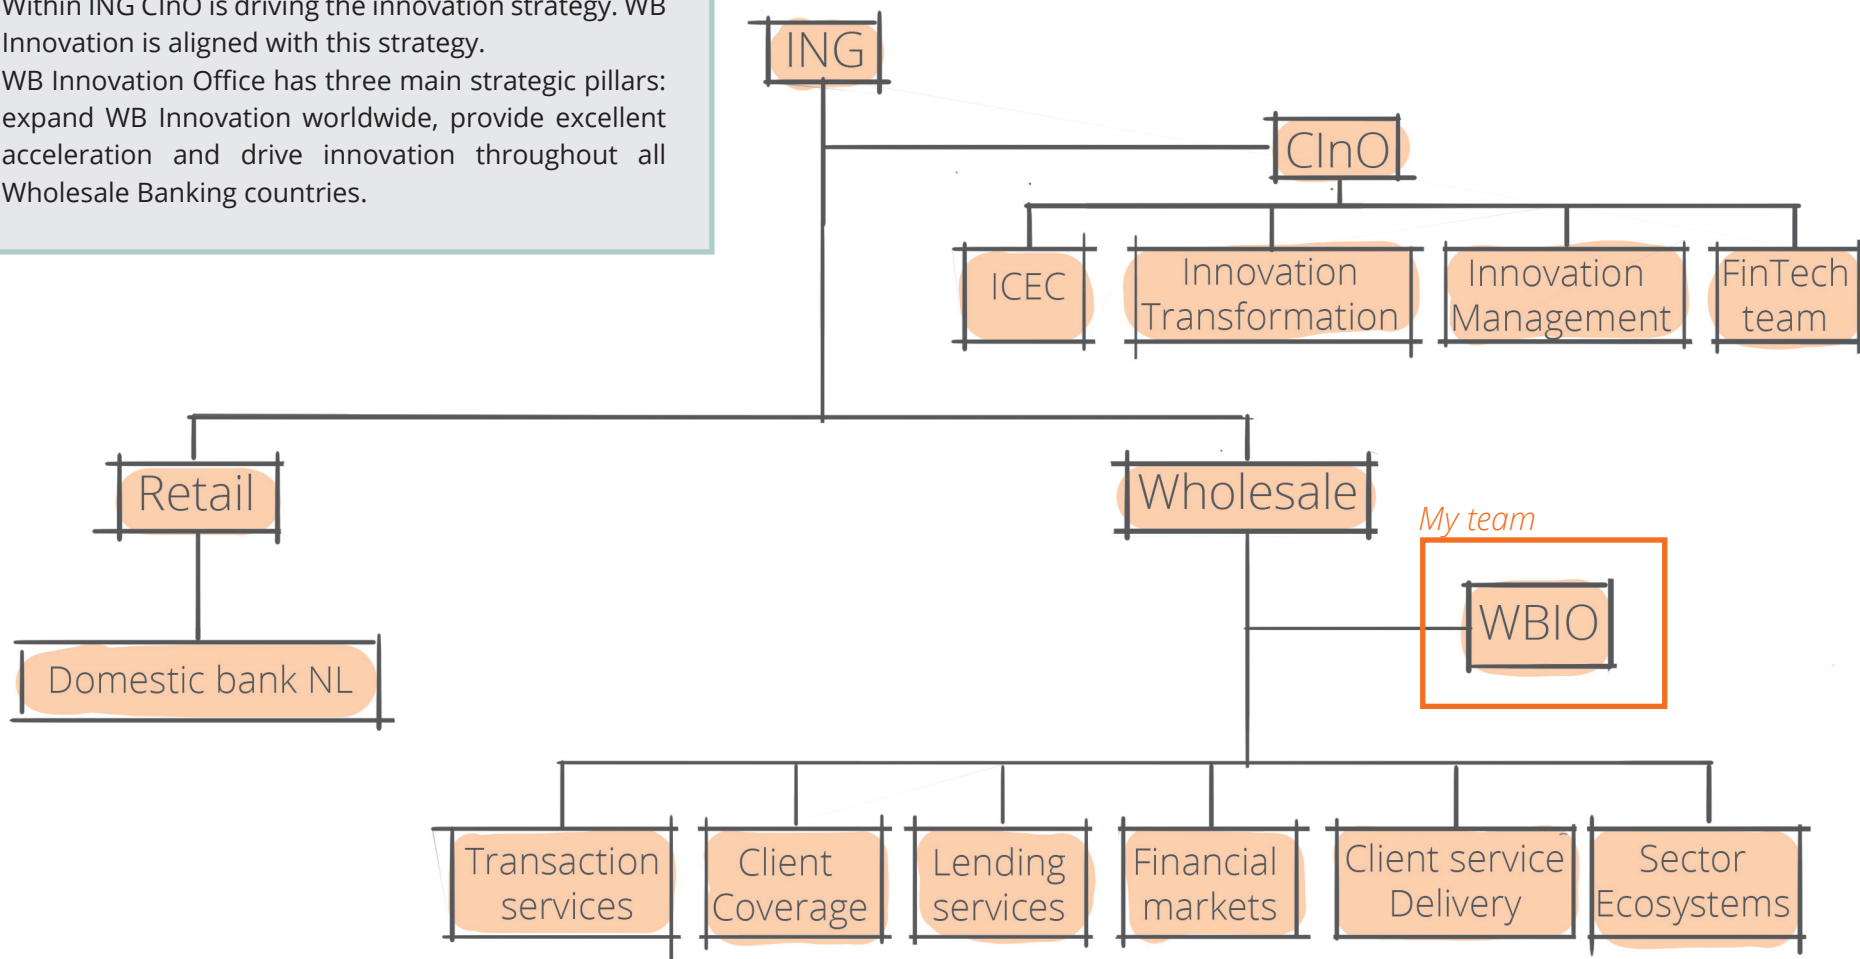 Within ING CInO is driving the innovation strategy. WB
Innovation is aligned with this strategy.
WB Innovation Office has three main strategic pillars:
expand WB Innovation worldwide, provide excellent
acceleration and drive innovation throughout all
Wholesale Banking countries.
ING
CInO
ICEC
Innovation
Transformation
Innovation
Management
FinTech
team
Retail
Wholesale
My team
WBIO
Domestic bank NL
Transaction
services
Client
Coverage
Lending
services
Financial
markets
Client service
Delivery
Sector
Ecosystems